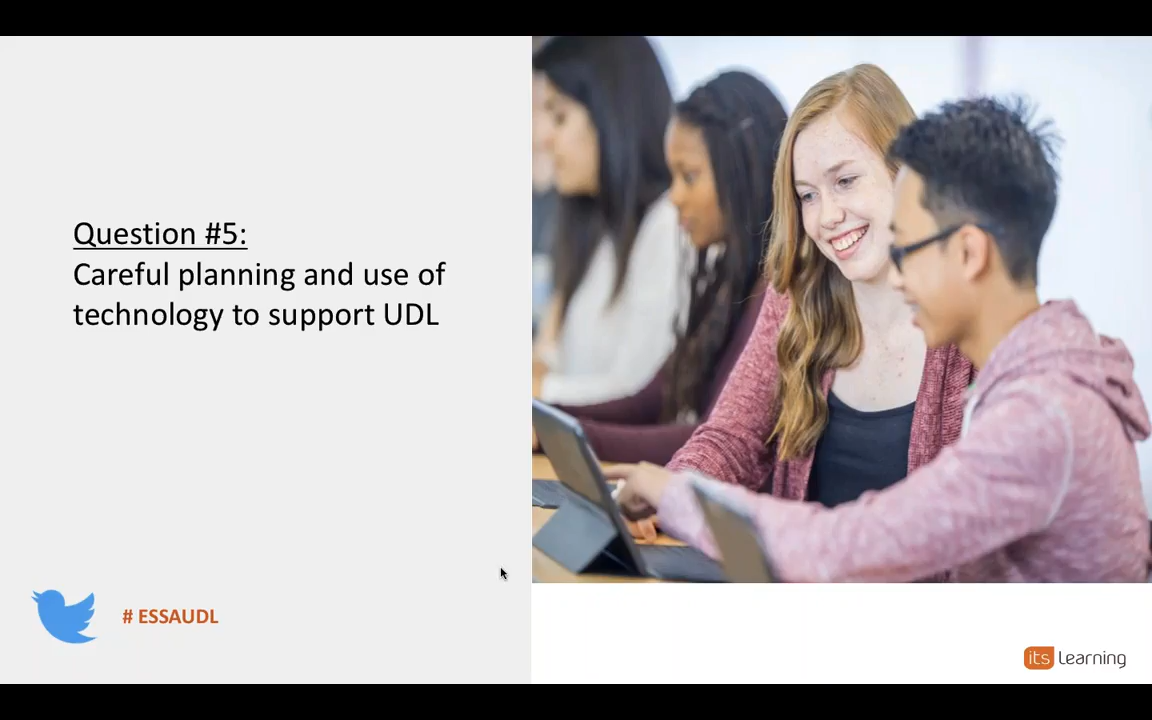 Question #5:
Careful planning and use of
technology to support UDL
# ESSAUDL
its learning